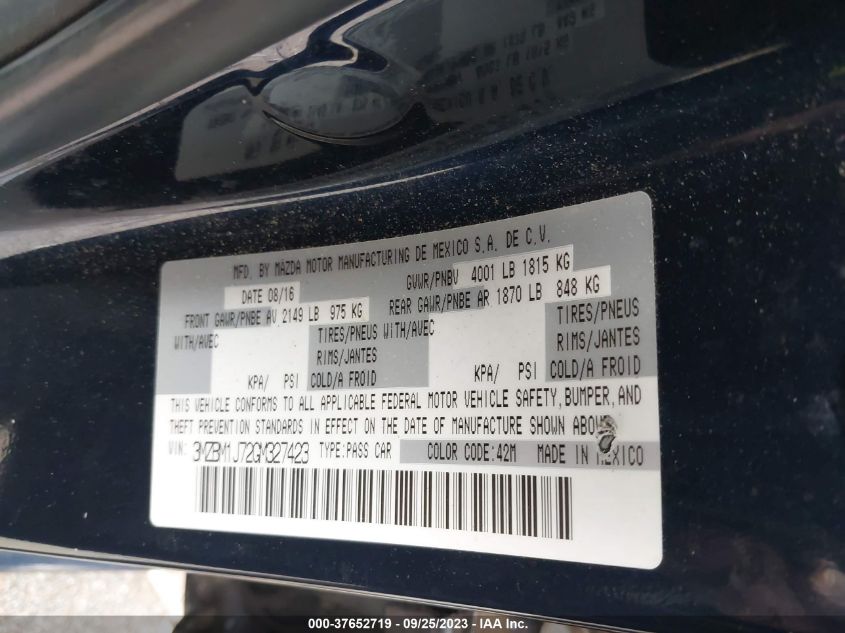 MFD. BY MAZDA MOTOR MANUFACTURING DE MEXICO S.A. DE C.V.
DATE 08/16 GVWR/PNBV 4001 LB 1815 KG
FRONT GAWR/PNBE AV 2149 LB 975 KG REAR GAWR/PNBE AR 1870 LB 848 KG
WITH/AVEC TIRES/PNEUS WITH/AVEC TIRES/PNEUS
RIMS/JANTES RIMS/JANTES
KPA/ PSI COLD/A FROID KPA/ PSI COLD/A FROID
THIS VEHICLE CONFORMS TO ALL APPLICABLE FEDERAL MOTOR VEHICLE SAFETY, BUMPER, AND
THEFT PREVENTION STANDARDS IN EFFECT ON THE DATE OF MANUFACTURE SHOWN ABOVE.
VIN: 3MZBM1J72GM327423 TYPE:PASS CAR COLOR CODE:42M MADE IN MEXICO
000-37652719 - 09/25/2023 - IAA Inc.